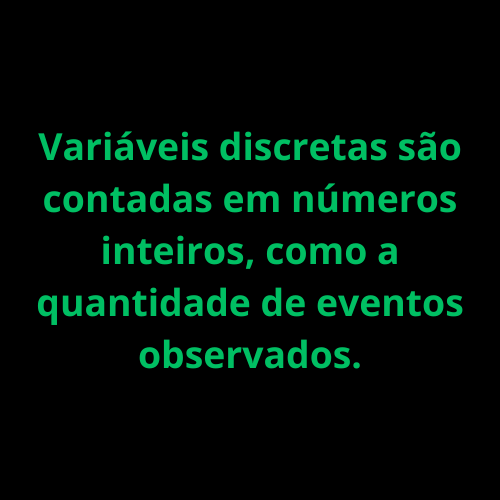 Variáveis discretas são
contadas em números
inteiros, como a
quantidade de eventos
observados.